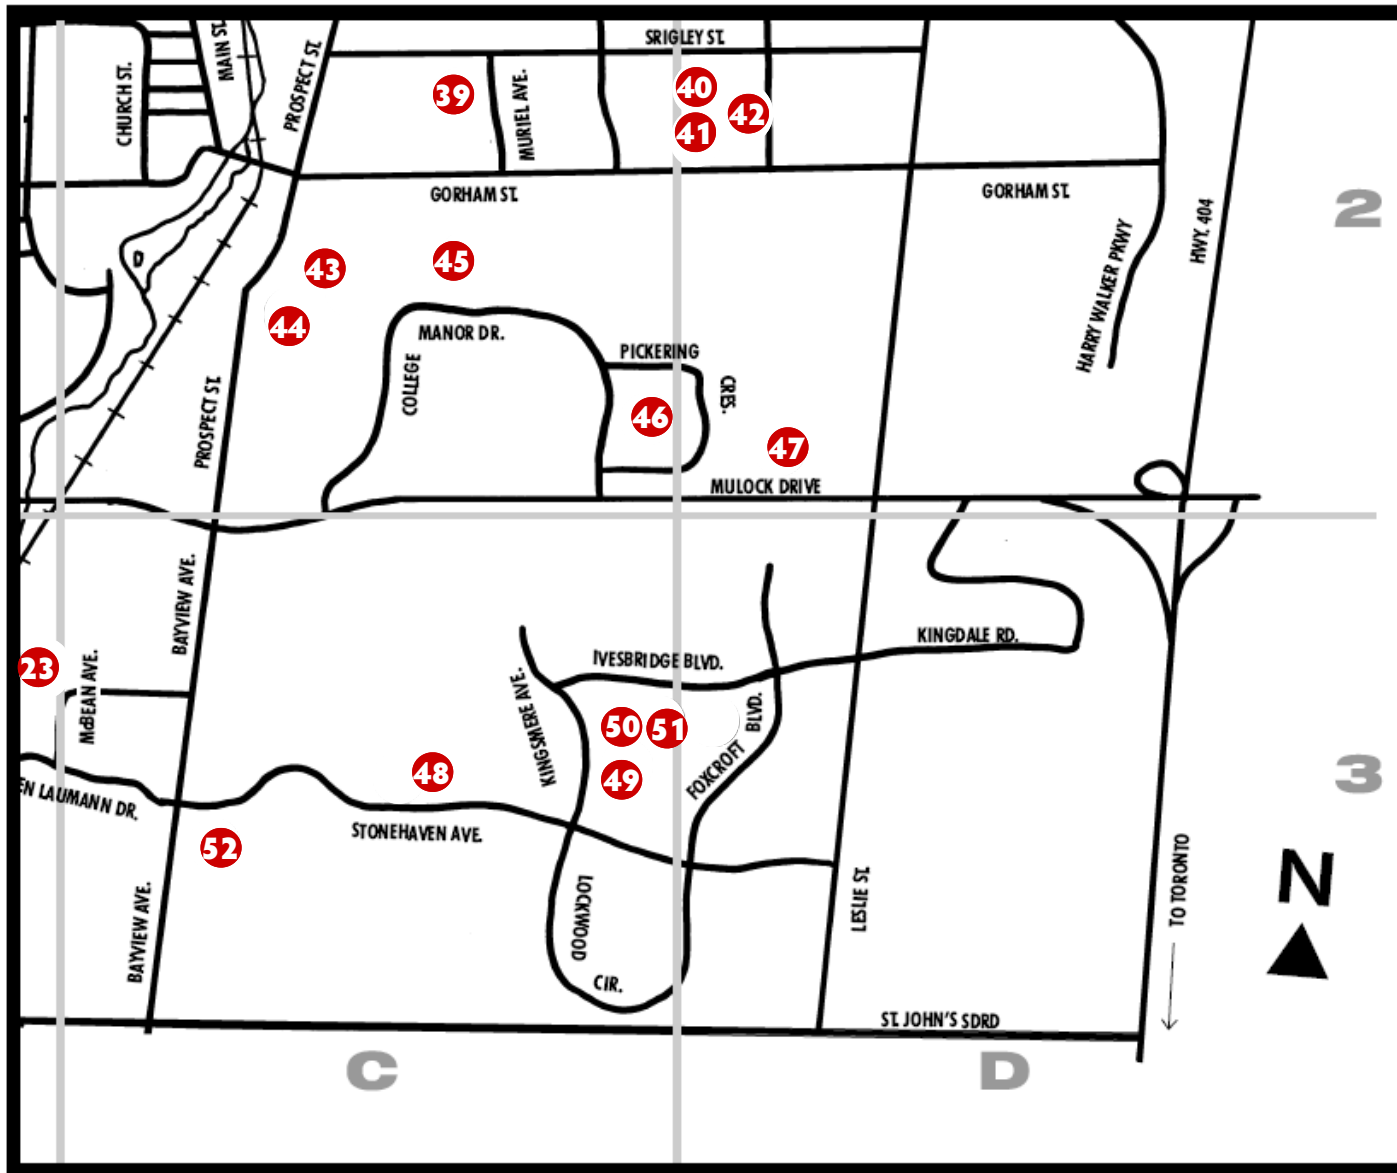 SRIGLEY ST.
MAIN ST.
PROSPECT ST.
CHURCH ST.
MURIEL AVE.
39
40
42
41
GORHAM ST.
GORHAM ST.
2
HWY. 404
HARRY WALKER PKWY
43
45
44
MANOR DR.
COLLEGE
PICKERING
CRES.
46
PROSPECT ST.
47
MULOCK DRIVE
BAYVIEW AVE.
KINGDALE RD.
23
McBEAN AVE.
IVESBRIDGE BLVD.
KINGSMERE AVE.
50
51
BLVD.
FOXCROFT
48
49
3
EN LAUMANN DR.
STONEHAVEN AVE.
52
BAYVIEW AVE.
LOCKWOOD
CIR.
LESLIE ST.
TO TORONTO
N
ST. JOHN'S SDRD
C
D